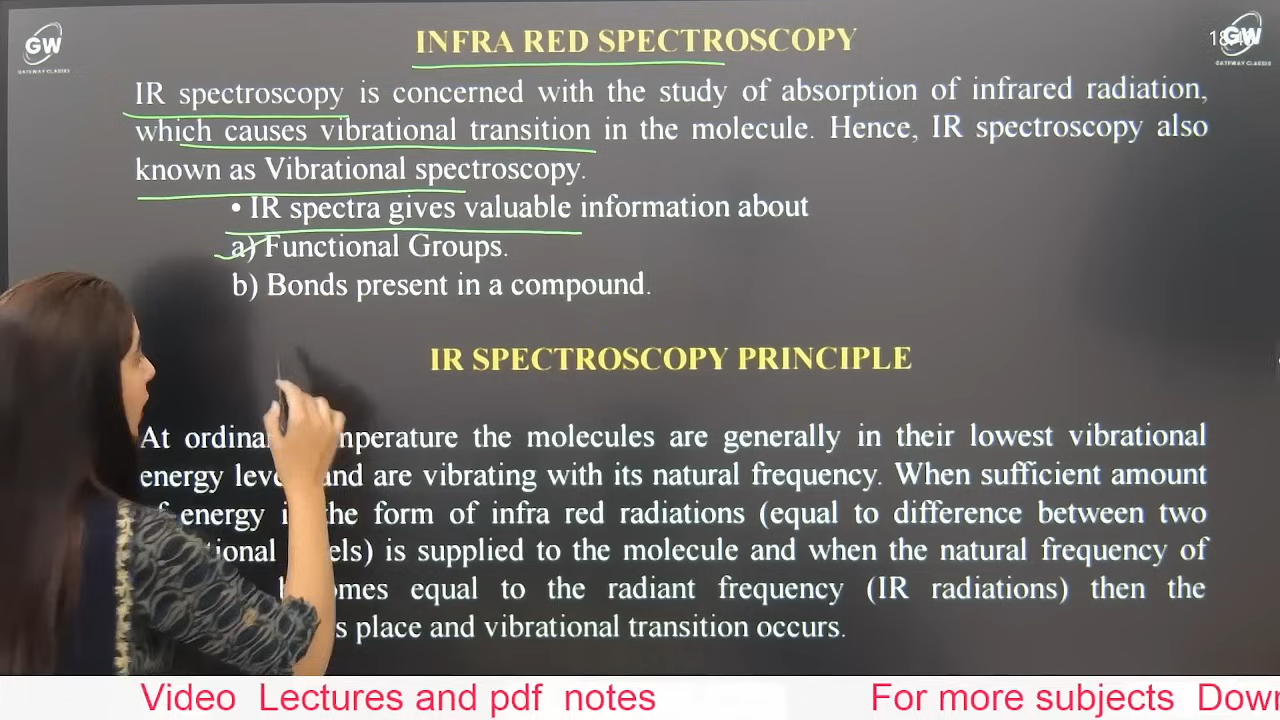 GW
GATEWAY CLASSES
INFRA RED SPECTROSCOPY
GW
GATEWAY CLASSES
IR spectroscopy is concerned with the study of absorption of infrared radiation,
which causes vibrational transition in the molecule. Hence, IR spectroscopy also
known as Vibrational spectroscopy.
• IR spectra gives valuable information about
a) Functional Groups.
b) Bonds present in a compound.
IR SPECTROSCOPY PRINCIPLE
At the molecules are generally in their lowest vibrational
energy and are vibrating with its natural frequency. When sufficient amount
energy the form of infra red radiations (equal to difference between two
is supplied to the molecule and when the natural frequency of
equal to the radiant frequency (IR radiations) then the
place and vibrational transition occurs.
Video Lectures and pdf notes
For more subjects